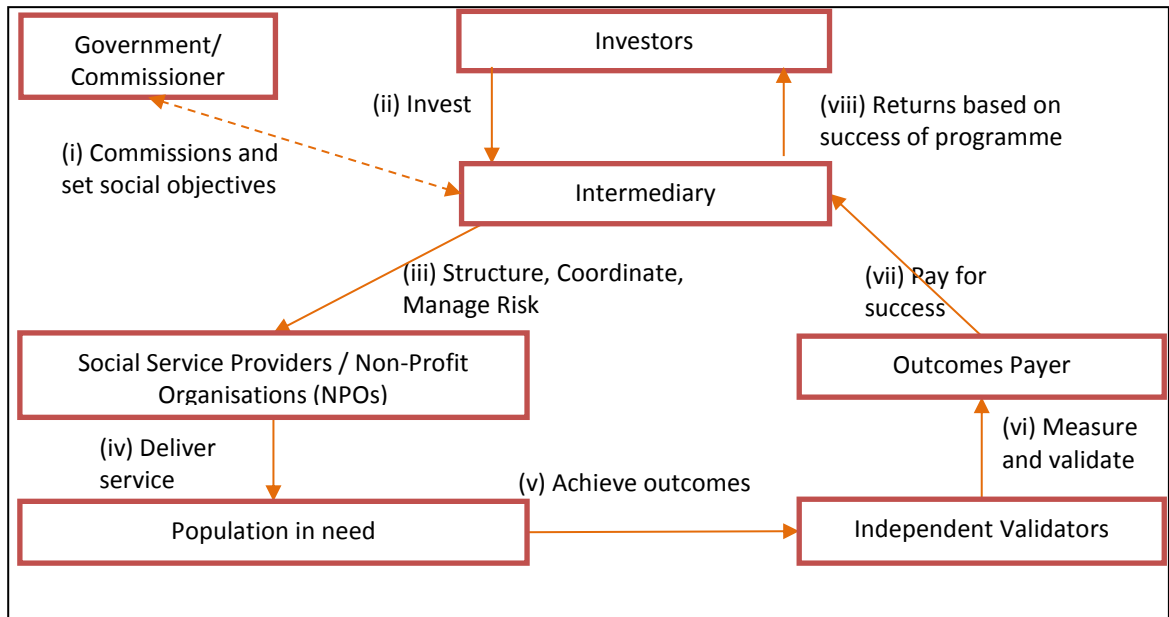 Government/
Commissioner
Investors
(ii) Invest
(viii) Returns based on
success of programme
(i) Commissions and
set social objectives
Intermediary
(iii) Structure, Coordinate,
Manage Risk
(vii) Pay for
success
Social Service Providers / Non-Profit
Organisations (NPOs)
Outcomes Payer
(iv) Deliver
service
(vi) Measure
and validate
(v) Achieve outcomes
Population in need
Independent Validators